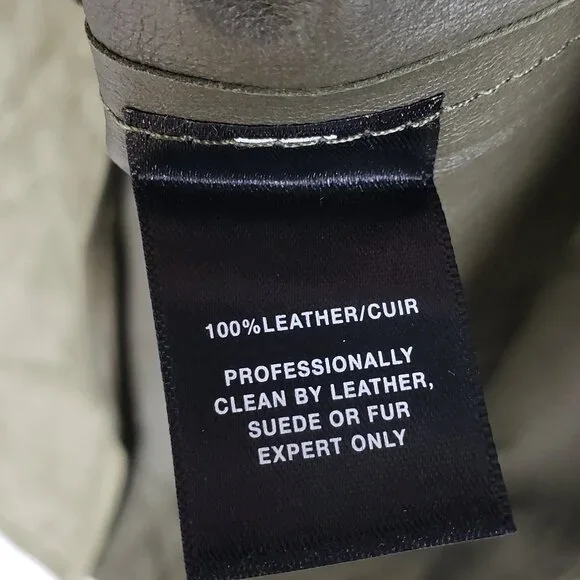 100%LEATHER/CUIR
PROFESSIONALLY
CLEAN BY LEATHER,
SUEDE OR FUR
EXPERT ONLY